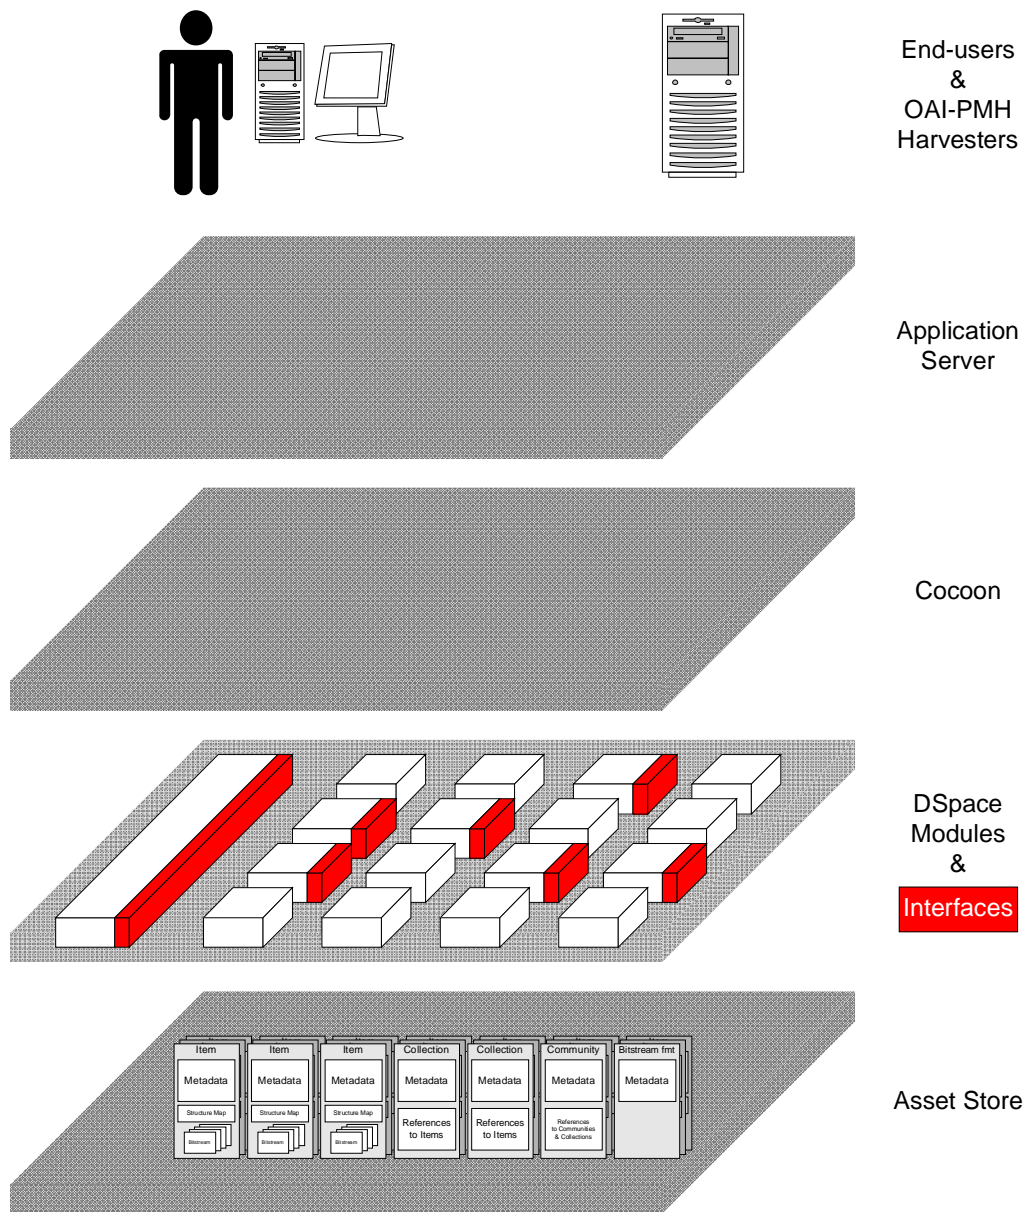 End-users
&
OAI-PMH
Harvesters
Application
Server
Cocoon
DSpace
Modules
&
Interfaces
Item
Item
Item
Collection
Collection
Community
Bitstream fmt
Metadata
Metadata
Metadata
Metadata
Metadata
Metadata
Metadata
Structure Map
Structure Map
Structure Map
References
to Items
References
to Items
References
to Communities
& Collections
Bitstream
Bitstream
Bitstream
Asset Store